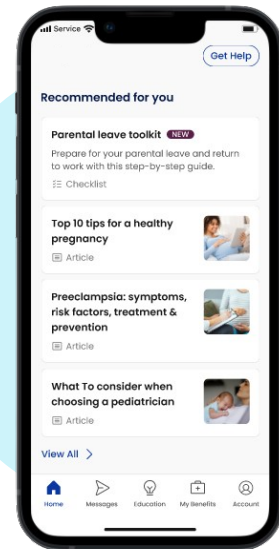 Service
Get Help
Recommended for you
Parental leave toolkit NEW
Prepare for your parental leave and return
to work with this step-by-step guide.
Checklist
Top 10 tips for a healthy
pregnancy
Article
Preeclampsia: symptoms,
risk factors, treatment &
prevention
Article
What To consider when
choosing a pediatrician
Article
View All
Home Messages Education My Benefits Account